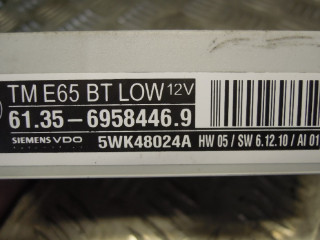 TM E65 BT LOW 12V
61.35-6958446.9
SIEMENS VDO 5WK48024A HW 05 / SW 6.12.10 / AI 01